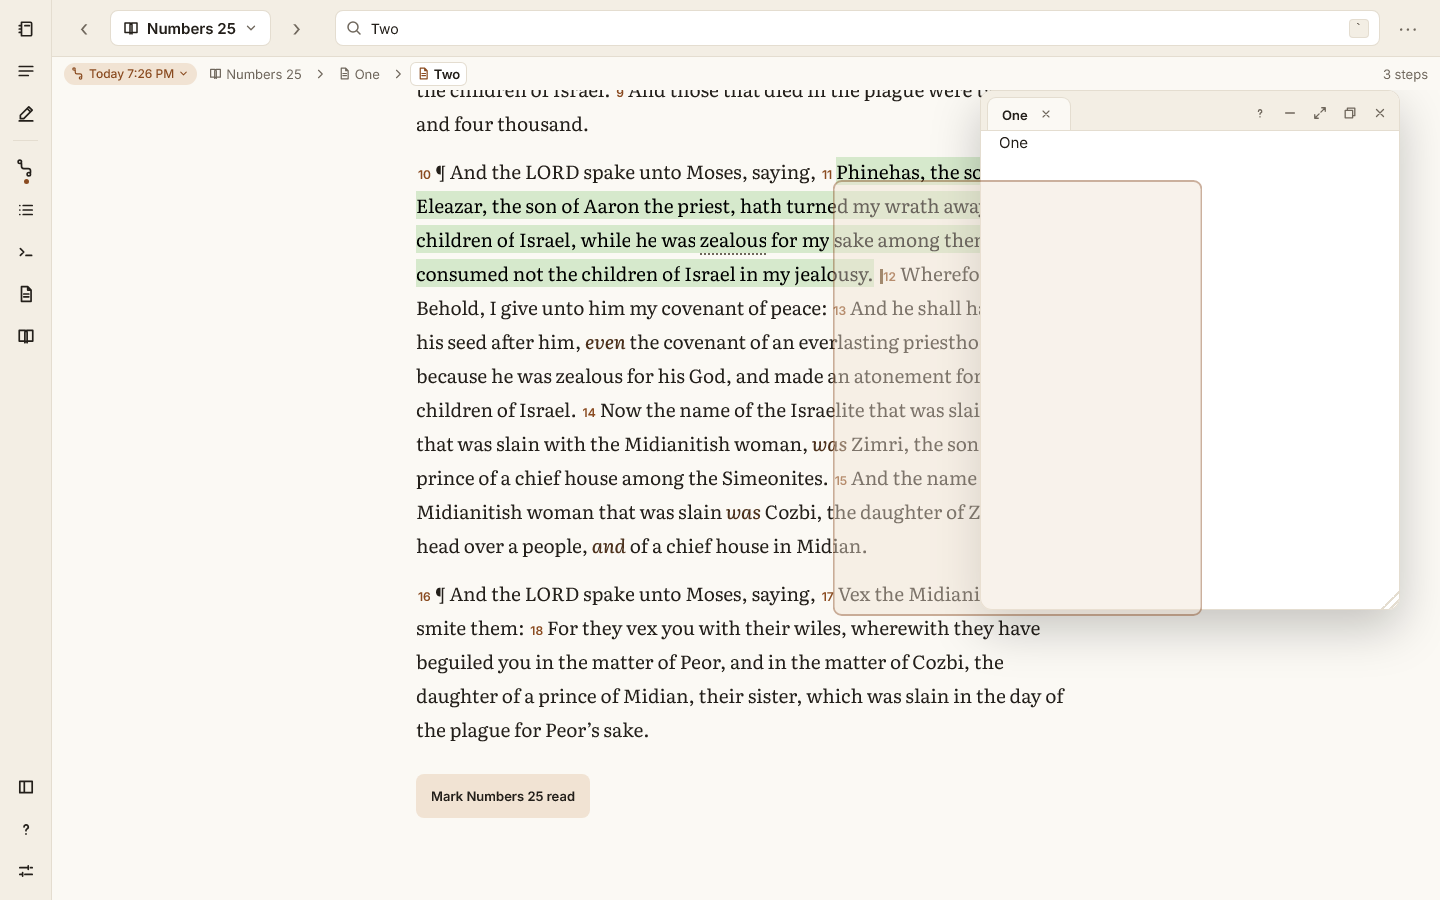 Numbers 25
Two
`
Today 7:26 PM
Numbers 25
One
Two
3 steps
the children of Israel. 9 And those that died in the plague were
and four thousand.
10 ¶ And the LORD spake unto Moses, saying, 11 Phinehas, the
Eleazar, the son of Aaron the priest, hath turned my wrath
children of Israel, while he was zealous for my sake among
consumed not the children of Israel in my jealousy. 12
Behold, I give unto him my covenant of peace: 13 And he shall
his seed after him, even the covenant of an everlasting
because he was zealous for his God, and made an atonement for
children of Israel. 14 Now the name of the Israelite that was
that was slain with the Midianitish woman, was Zimri, the son
prince of a chief house among the Simeonites. 15 And the name
Midianitish woman that was slain was Cozbi, the daughter of
head over a people, and of a chief house in Midian.
16 ¶ And the LORD spake unto Moses, saying, 17 Vex the
smite them: 18 For they vex you with their wiles, wherewith they have
beguiled you in the matter of Peor, and in the matter of Cozbi, the
daughter of a prince of Midian, their sister, which was slain in the day of
the plague for Peor’s sake.
Mark Numbers 25 read
One
?
One
?